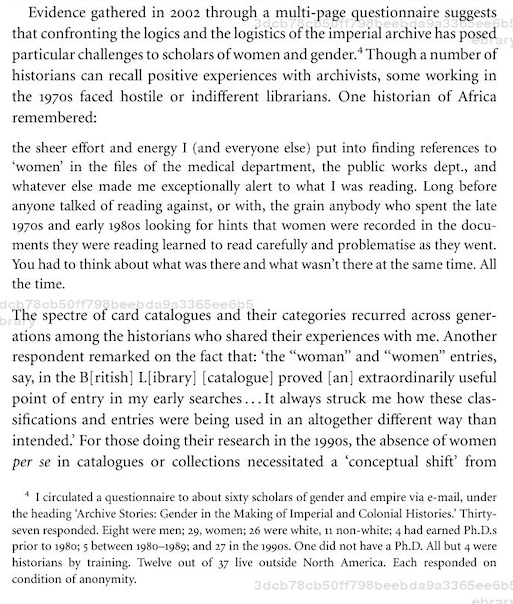 Evidence gathered in 2002 through a multi-page questionnaire suggests
3dcb78cb50ff798beebda9a3365ee6b5
ebrary
that confronting the logics and the logistics of the imperial archive has posed
particular challenges to scholars of women and gender.⁴ Though a number of
historians can recall positive experiences with archivists, some working in
the 1970s faced hostile or indifferent librarians. One historian of Africa
remembered:
the sheer effort and energy I (and everyone else) put into finding references to
‘women’ in the files of the medical department, the public works dept., and
whatever else made me exceptionally alert to what I was reading. Long before
anyone talked of reading against, or with, the grain anybody who spent the late
1970s and early 1980s looking for hints that women were recorded in the docu-
ments they were reading learned to read carefully and problematise as they went.
You had to think about what was there and what wasn’t there at the same time. All
the time.
dcb78cb50ff798beebda9a3365ee6b5
brary
The spectre of card catalogues and their categories recurred across gener-
ations among the historians who shared their experiences with me. Another
respondent remarked on the fact that: ‘the “woman” and “women” entries,
say, in the B[ritish] L[ibrary] [catalogue] proved [an] extraordinarily useful
point of entry in my early searches . . . It always struck me how these clas-
sifications and entries were being used in an altogether different way than
intended.’ For those doing their research in the 1990s, the absence of women
per se in catalogues or collections necessitated a ‘conceptual shift’ from
⁴ I circulated a questionnaire to about sixty scholars of gender and empire via e-mail, under
the heading ‘Archive Stories: Gender in the Making of Imperial and Colonial Histories.’ Thirty-
seven responded. Eight were men; 29, women; 26 were white, 11 non-white; 4 had earned Ph.D.s
prior to 1980; 5 between 1980–1989; and 27 in the 1990s. One did not have a Ph.D. All but 4 were
historians by training. Twelve out of 37 live outside North America. Each responded on
condition of anonymity.
3dcb78cb50ff798beebda9a3365ee6b5
ebrary